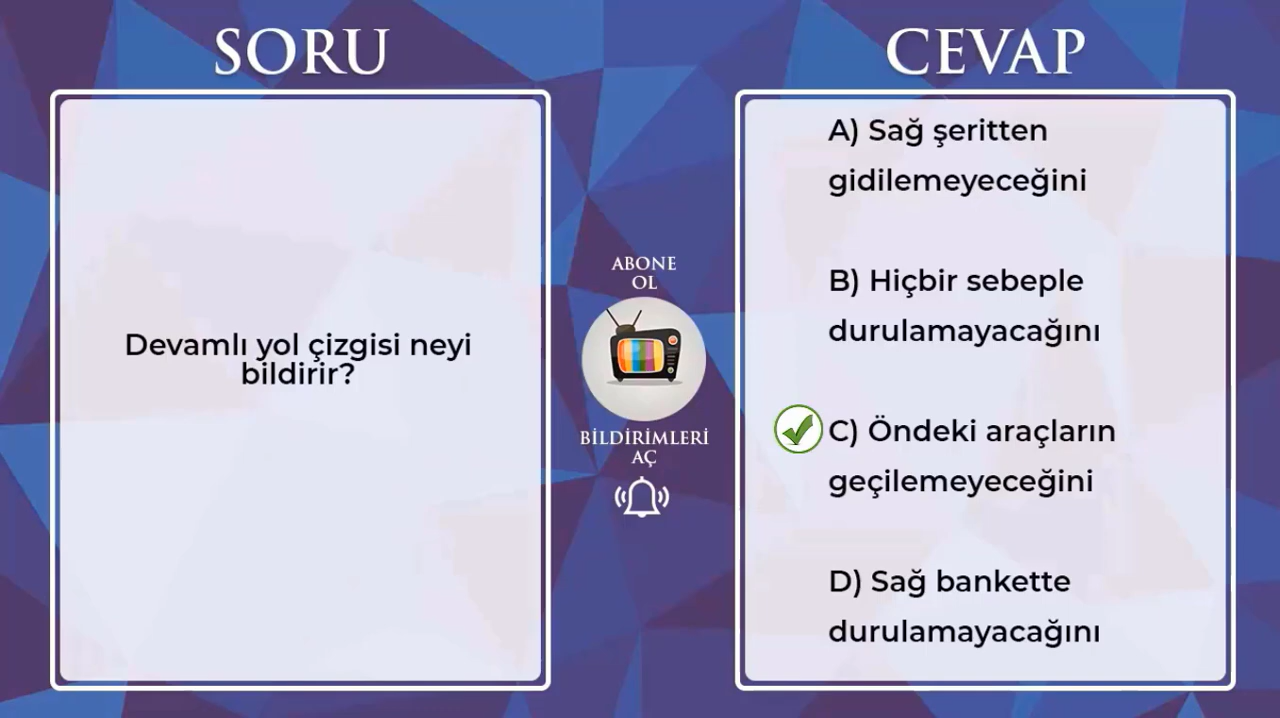 SORU
Devamlı yol çizgisi neyi
bildirir?
ABONE
OL
BİLDİRİMLERİ
AÇ
CEVAP
A) Sağ şeritten
gidilemeyeceğini
B) Hiçbir sebeple
durulamayacağını
C) Öndeki araçların
geçilemeyeceğini
D) Sağ bankette
durulamayacağını